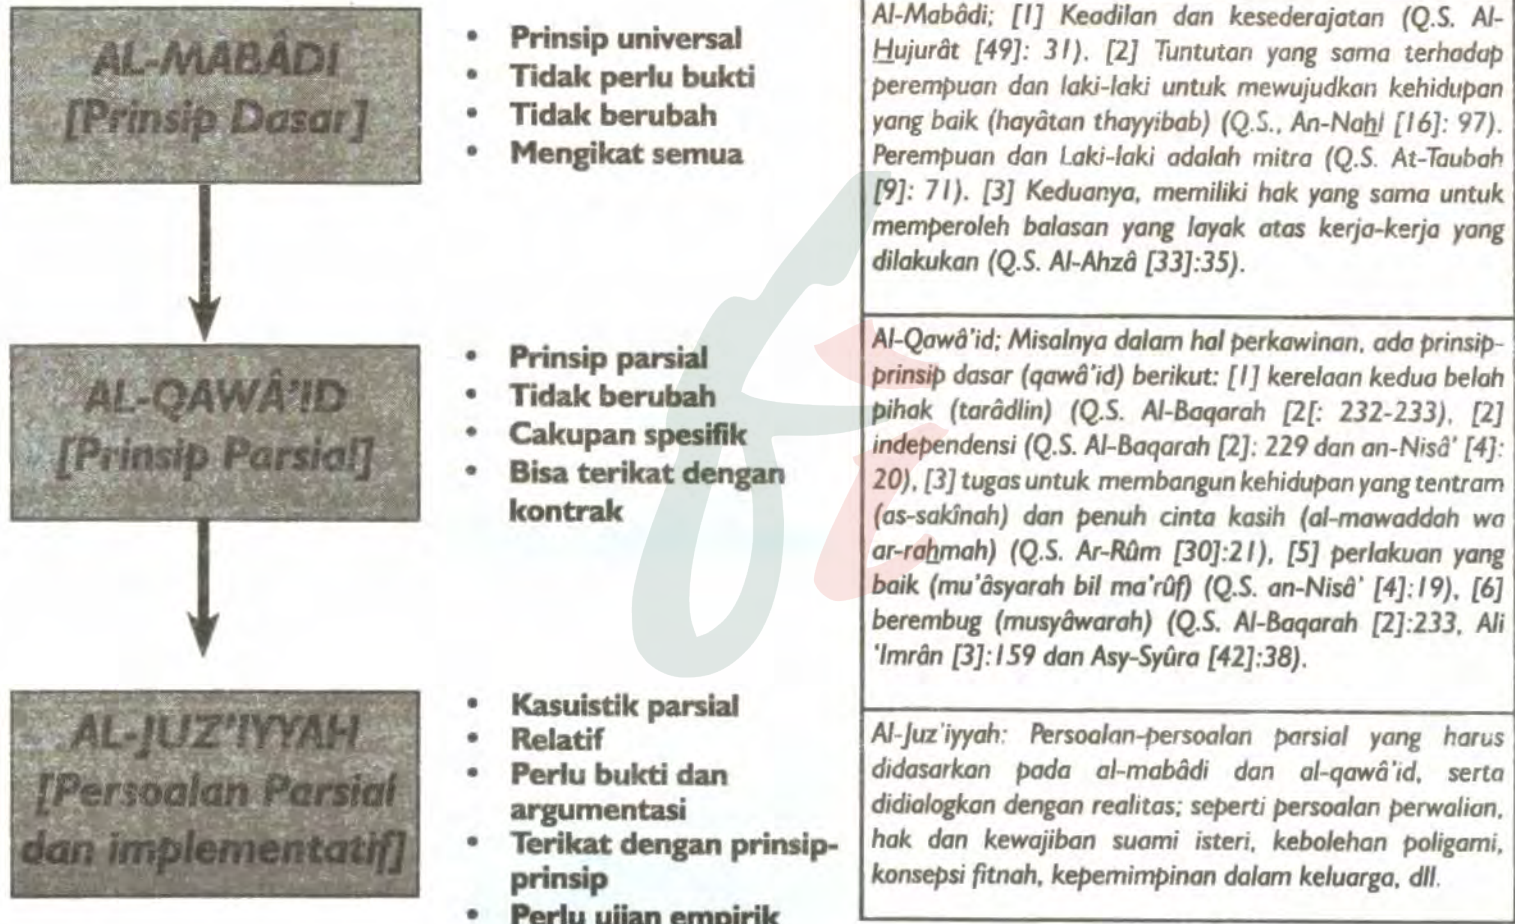 AL-MABÂDI
[Prinsip Dasar]
• Prinsip universal
• Tidak perlu bukti
• Tidak berubah
• Mengikat semua
Al-Mabâdi; [1] Keadilan dan kesederajatan (Q.S. Al-
Hujurât [49]: 31). [2] Tuntutan yang sama terhadap
perempuan dan laki-laki untuk mewujudkan kehidupan
yang baik (hayâtan thayyibab) (Q.S., An-Nahl [16]: 97).
Perempuan dan Laki-laki adalah mitra (Q.S. At-Taubah
[9]: 71). [3] Keduanya, memiliki hak yang sama untuk
memperoleh balasan yang layak atas kerja-kerja yang
dilakukan (Q.S. Al-Ahzâ [33]:35).
AL-QAWÂ'ID
[Prinsip Parsial]
• Prinsip parsial
• Tidak berubah
• Cakupan spesifik
• Bisa terikat dengan
kontrak
Al-Qawâ'id; Misalnya dalam hal perkawinan, ada prinsip-
prinsip dasar (qawâ'id) berikut: [1] kerelaan kedua belah
pihak (tarâdlin) (Q.S. Al-Baqarah [2[: 232-233), [2]
independensi (Q.S. Al-Baqarah [2]: 229 dan an-Nisâ' [4]:
20), [3] tugas untuk membangun kehidupan yang tentram
(as-sakînah) dan penuh cinta kasih (al-mawaddah wa
ar-rahmah) (Q.S. Ar-Rûm [30]:21), [5] perlakuan yang
baik (mu'âsyarah bil ma'rûf) (Q.S. an-Nisâ' [4]:19), [6]
berembug (musyâwarah) (Q.S. Al-Baqarah [2]:233, Ali
'Imrân [3]:159 dan Asy-Syûra [42]:38).
AL-JUZ'IYYAH
[Persoalan Parsial
dan implementatif]
• Kasuistik parsial
• Relatif
• Perlu bukti dan
argumentasi
• Terikat dengan prinsip-
prinsip
• Perlu ujian empirik
Al-Juz'iyyah: Persoalan-persoalan parsial yang harus
didasarkan pada al-mabâdi dan al-qawâ'id, serta
didialogkan dengan realitas; seperti persoalan perwalian,
hak dan kewajiban suami isteri, kebolehan poligami,
konsepsi fitnah, kepemimpinan dalam keluarga, dll.